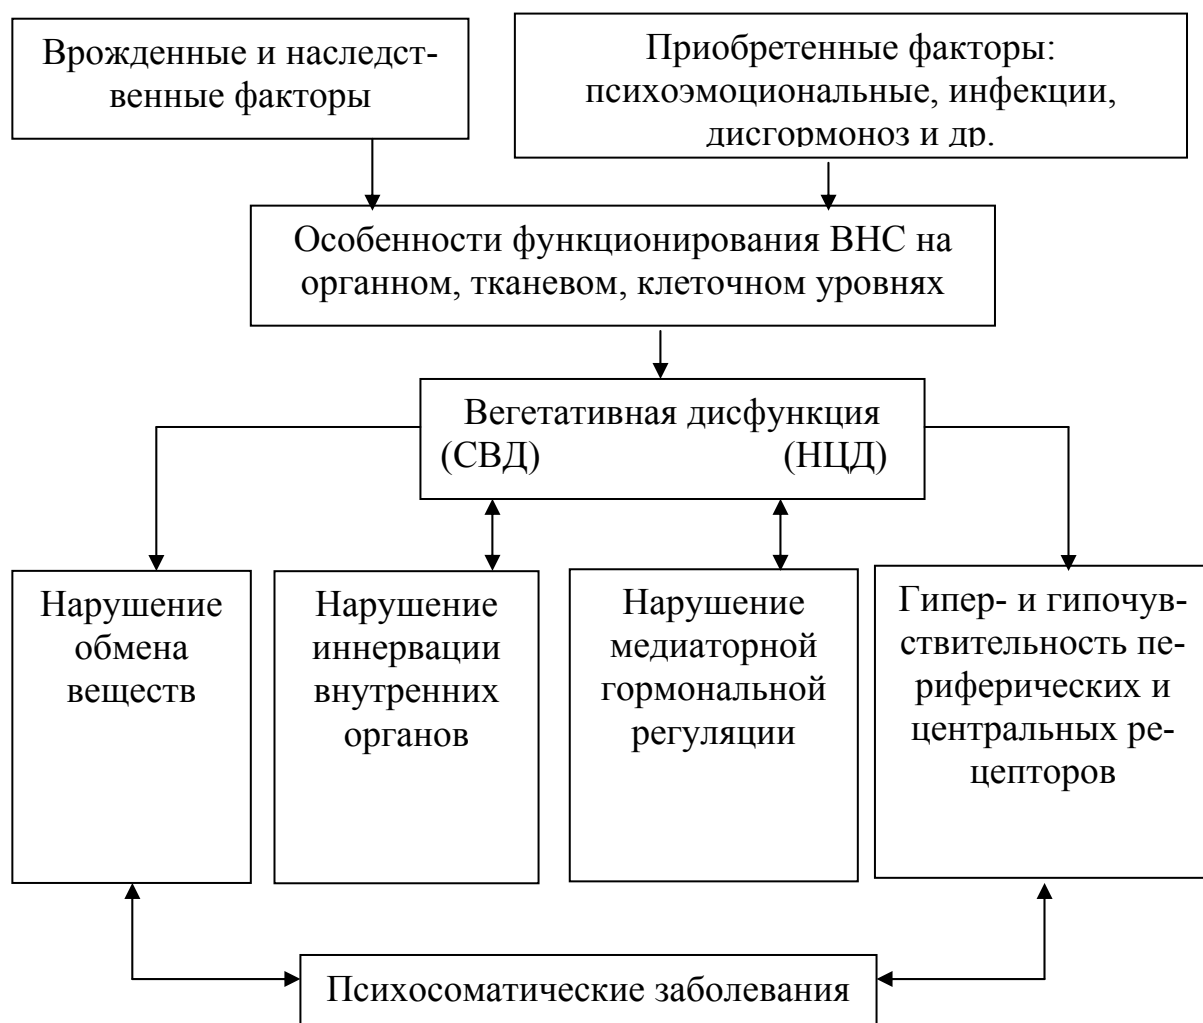 Врожденные и наследст-
венные факторы
Приобретенные факторы:
психоэмоциональные, инфекции,
дисгормоноз и др.
Особенности функционирования ВНС на
органном, тканевом, клеточном уровнях
Вегетативная дисфункция
(СВД) (НЦД)
Нарушение
обмена
веществ
Нарушение
иннервации
внутренних
органов
Нарушение
медиаторной
гормональной
регуляции
Гипер- и гипочув-
ствительность пе-
риферических и
центральных ре-
цепторов
Психосоматические заболевания